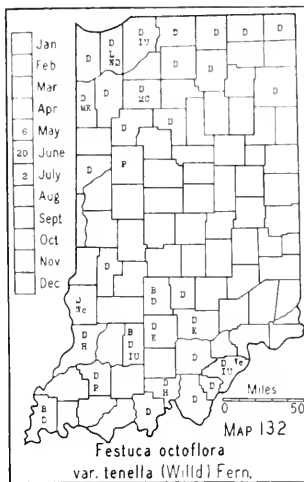 Jan
Feb
Mar
Apr
6 May
20 June
2 July
Aug
Sept
Oct
Nov
Dec
D D D IU D D D D
L ND
D D D D D
MK MC
D D
D P
D
B D
D
D Ne
D K
D H B D IU D K D
D Ne IU
D P D H D D
B D D
Miles
0 50
MAP 132
Festuca octoflora
var. tenella (Willd) Fern.